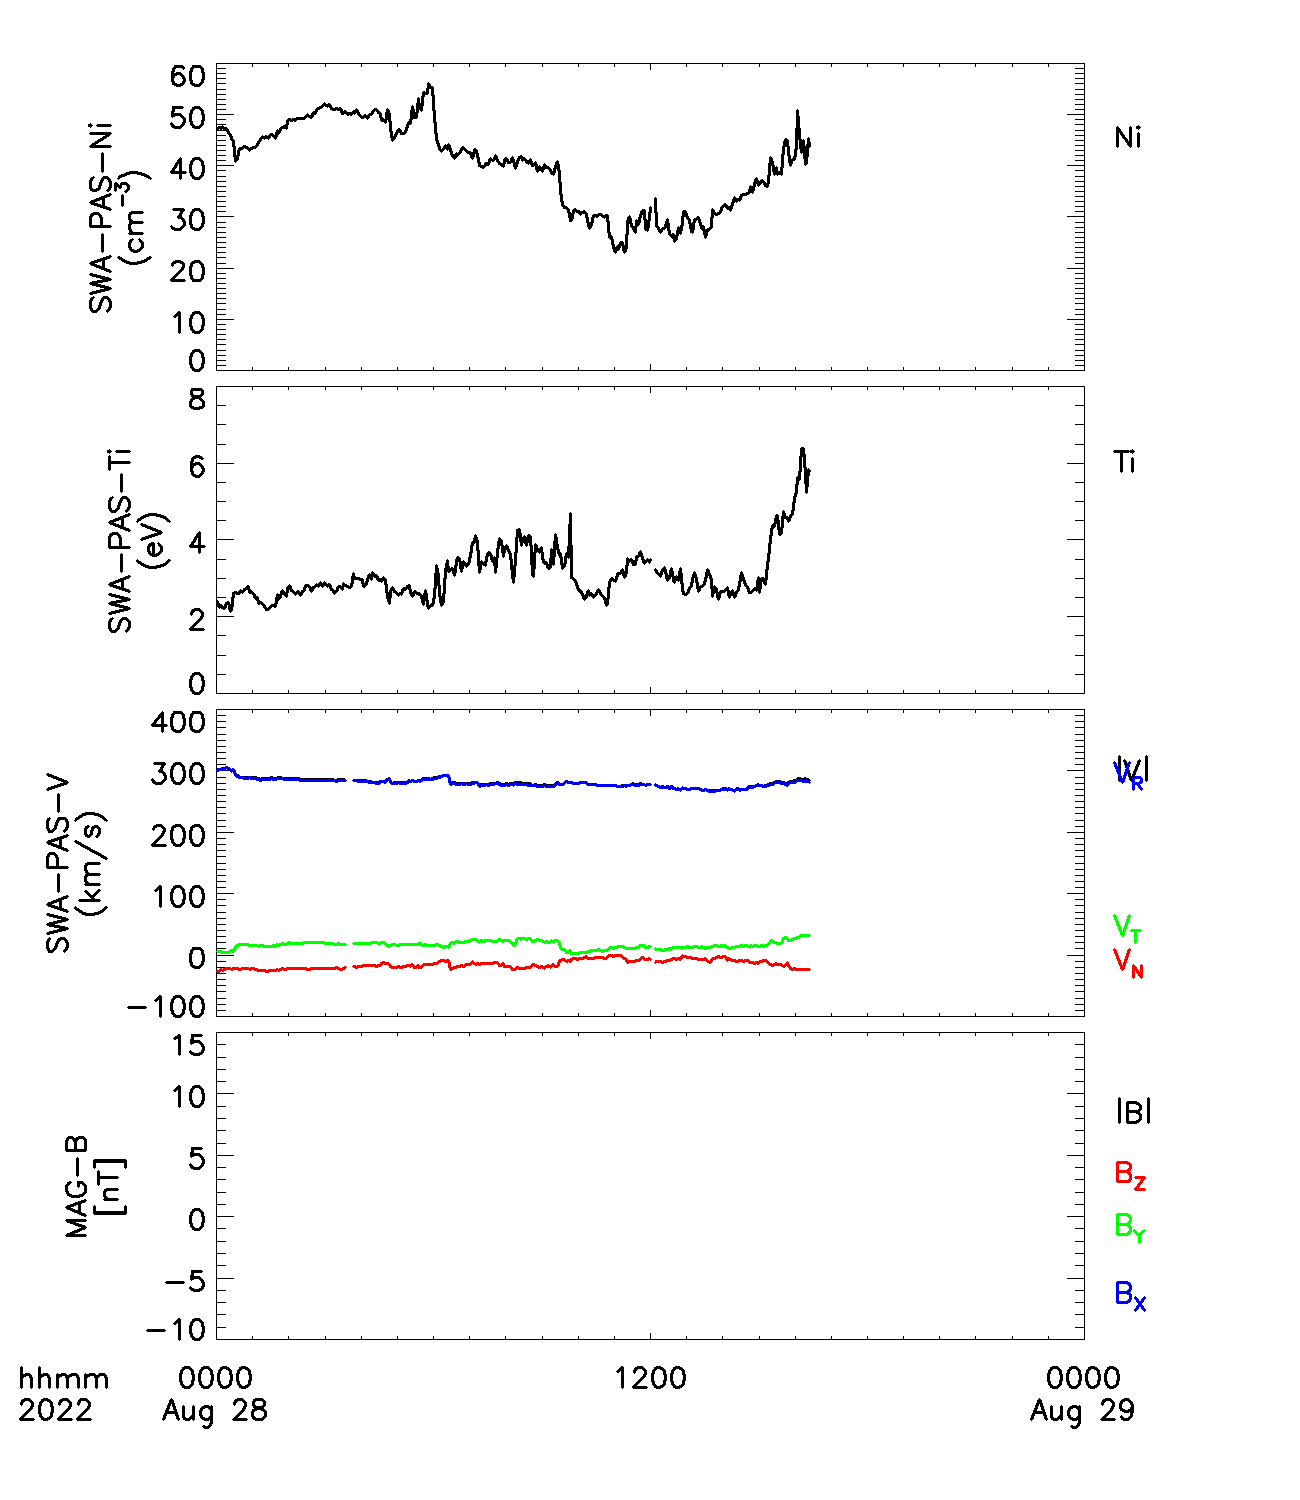 60
50
40
30
20
10
0
SWA-PAS-Ni
(cm-3)
Ni
8
6
4
2
0
SWA-PAS-Ti
(eV)
Ti
400
300
200
100
0
-100
SWA-PAS-V
(km/s)
|V|
VR
VT
VN
15
10
5
0
-5
-10
MAG-B
[nT]
|B|
BZ
BY
BX
hhmm 0000 1200 0000
2022 Aug 28 Aug 29